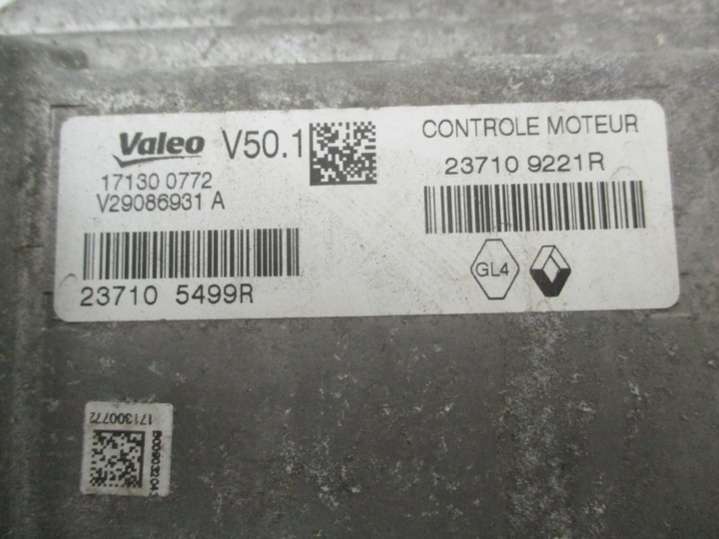 Valeo V50.1
17130 0772
V29086931 A
23710 5499R
CONTROLE MOTEUR
23710 9221R
GL4
171300772